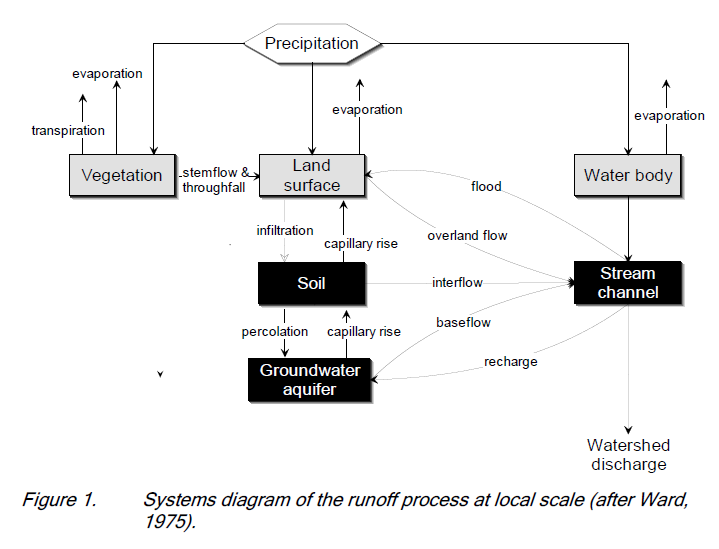 Precipitation
evaporation
transpiration
evaporation
evaporation
Vegetation
stemflow &
throughfall
Land
surface
Water body
flood
infiltration
capillary rise
overland flow
Soil
interflow
Stream
channel
percolation
capillary rise
baseflow
recharge
Groundwater
aquifer
Watershed
discharge
Figure 1. Systems diagram of the runoff process at local scale (after Ward,
1975).